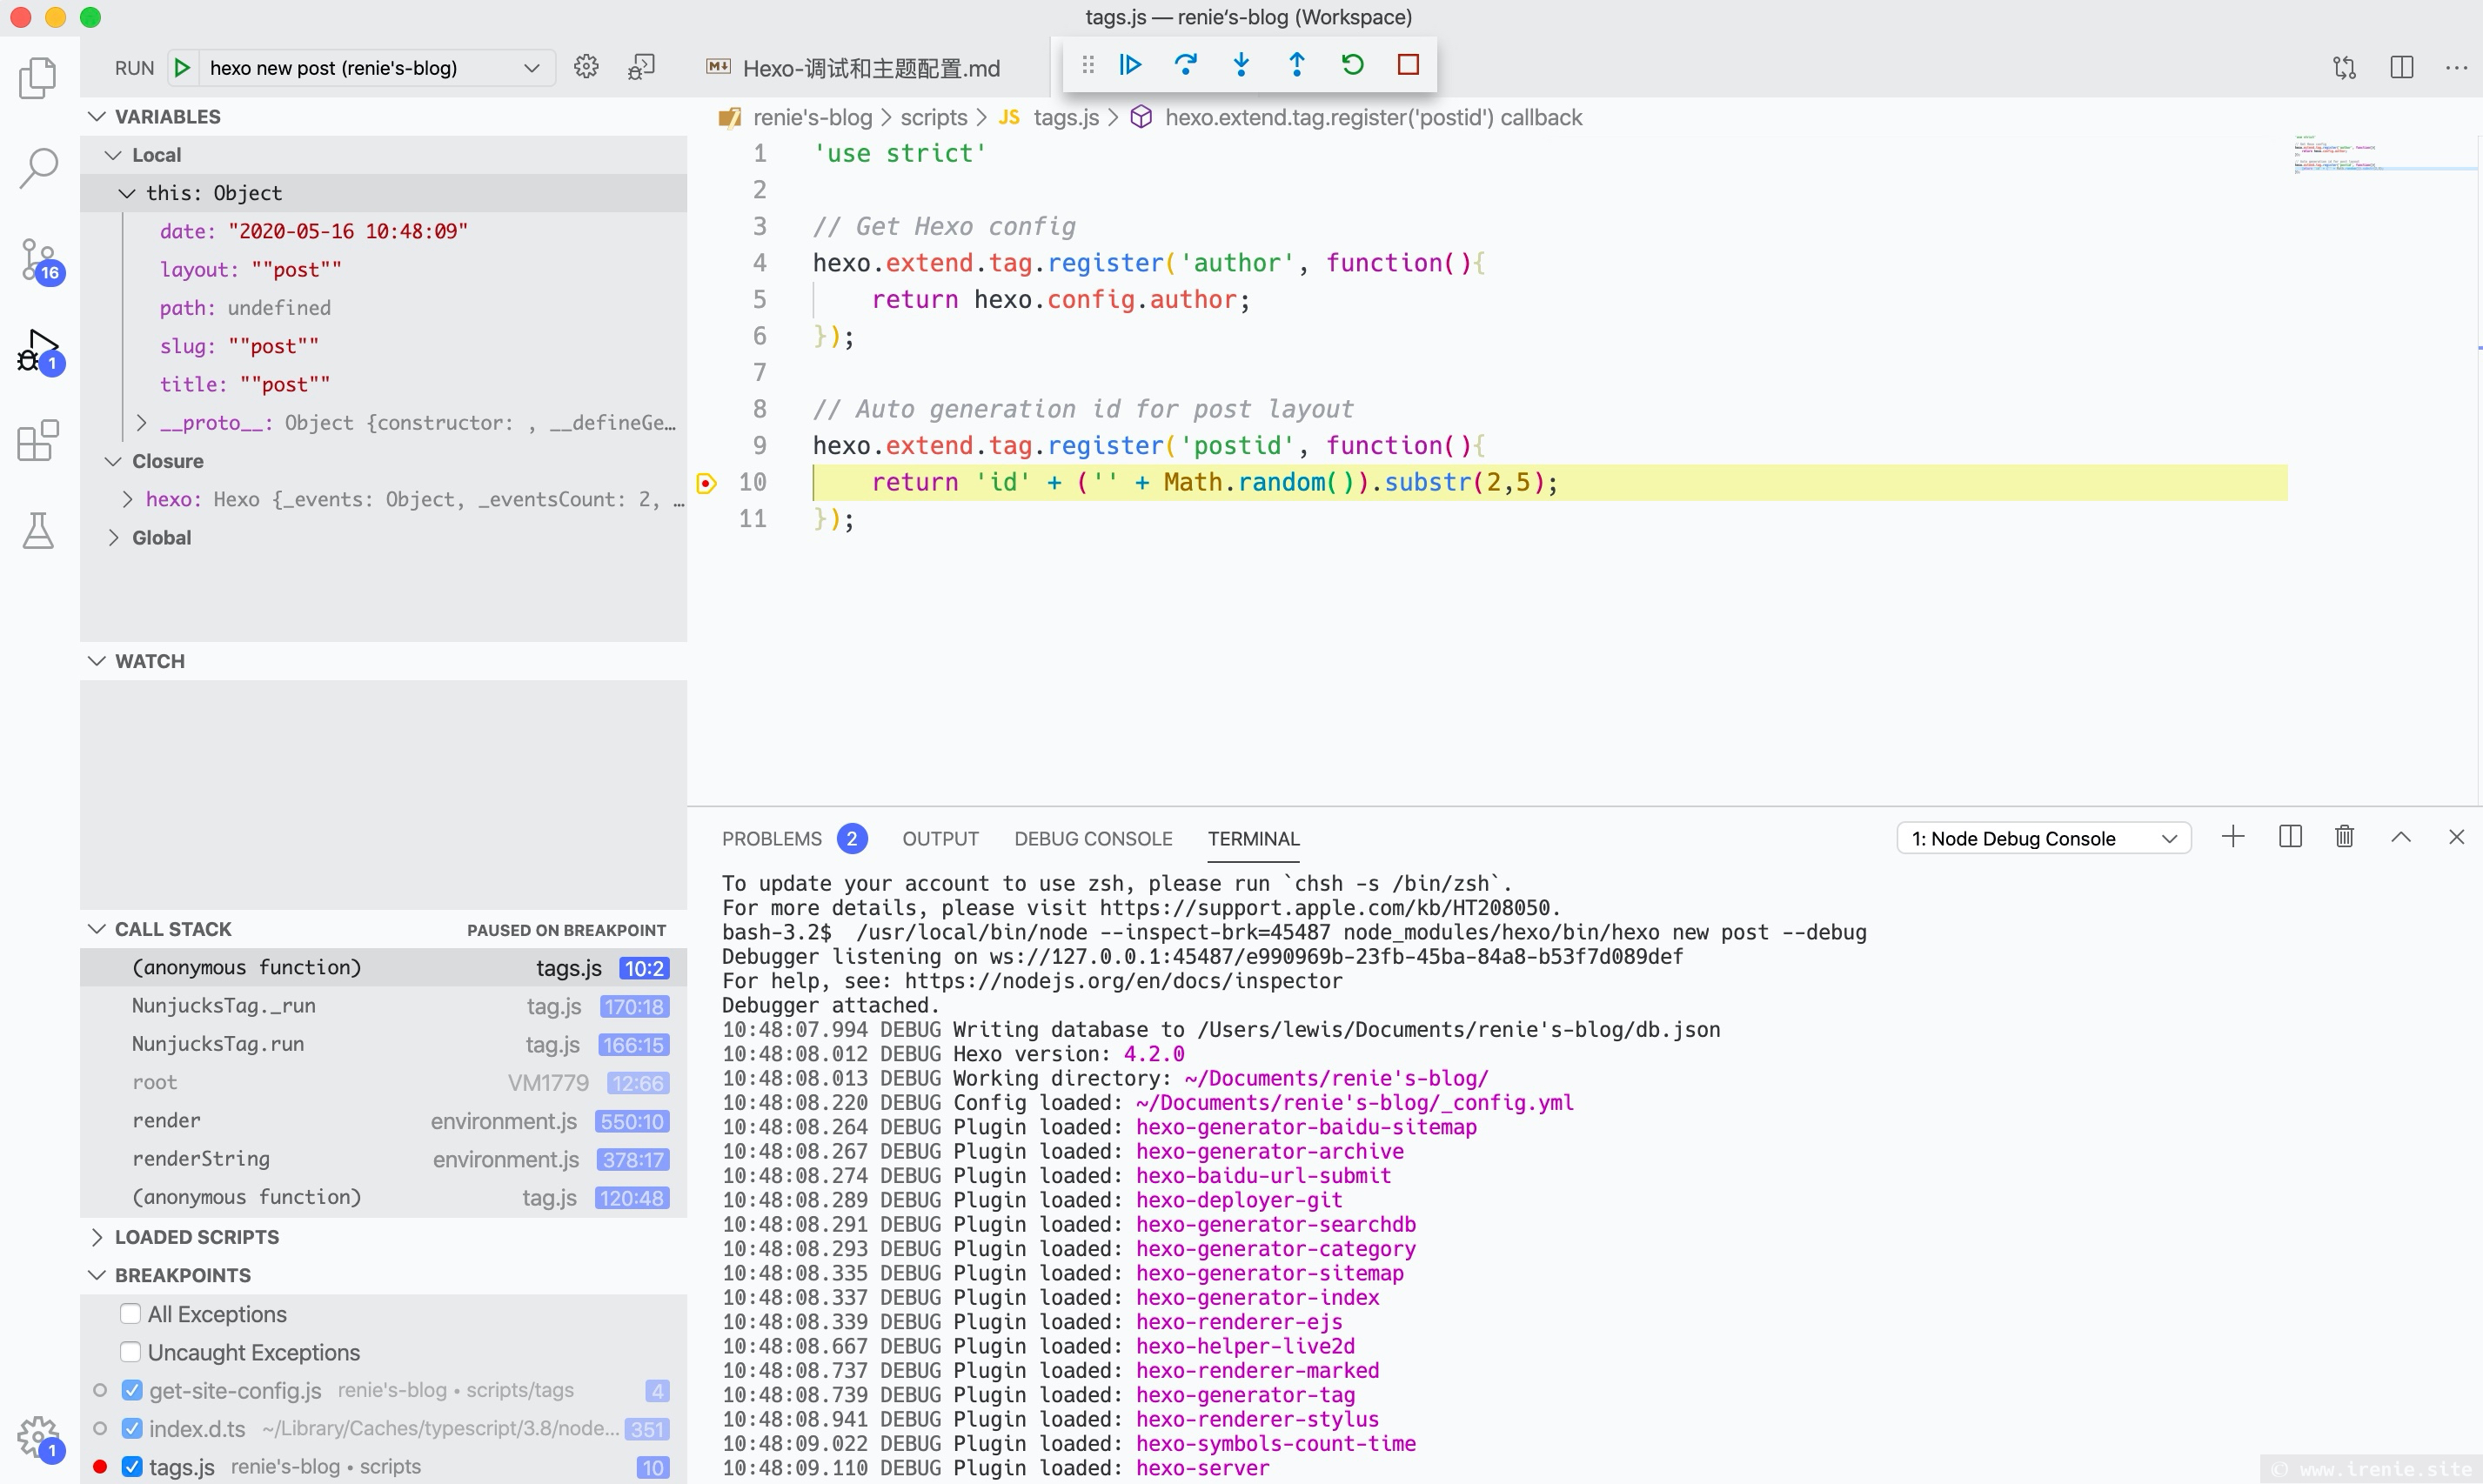 tags.js — renie‘s-blog (Workspace)
RUN hexo new post (renie's-blog)
Hexo-调试和主题配置.md
VARIABLES
Local
this: Object
date: "2020-05-16 10:48:09"
layout: ""post""
path: undefined
slug: ""post""
title: ""post""
__proto__: Object {constructor: , __defineGe…
Closure
hexo: Hexo {_events: Object, _eventsCount: 2, …
Global
16
1
WATCH
CALL STACK PAUSED ON BREAKPOINT
(anonymous function) tags.js 10:2
NunjucksTag._run tag.js 170:18
NunjucksTag.run tag.js 166:15
root VM1779 12:66
render environment.js 550:10
renderString environment.js 378:17
(anonymous function) tag.js 120:48
LOADED SCRIPTS
BREAKPOINTS
All Exceptions
Uncaught Exceptions
get-site-config.js renie's-blog • scripts/tags 4
index.d.ts ~/Library/Caches/typescript/3.8/node... 351
tags.js renie's-blog • scripts 10
1
renie's-blog > scripts > JS tags.js > hexo.extend.tag.register('postid') callback
1 'use strict'
2
3 // Get Hexo config
4 hexo.extend.tag.register('author', function(){
5 return hexo.config.author;
6 });
7
8 // Auto generation id for post layout
9 hexo.extend.tag.register('postid', function(){
10 return 'id' + ('' + Math.random()).substr(2,5);
11 });
PROBLEMS 2 OUTPUT DEBUG CONSOLE TERMINAL 1: Node Debug Console
To update your account to use zsh, please run `chsh -s /bin/zsh`.
For more details, please visit https://support.apple.com/kb/HT208050.
bash-3.2$ /usr/local/bin/node --inspect-brk=45487 node_modules/hexo/bin/hexo new post --debug
Debugger listening on ws://127.0.0.1:45487/e990969b-23fb-45ba-84a8-b53f7d089def
For help, see: https://nodejs.org/en/docs/inspector
Debugger attached.
10:48:07.994 DEBUG Writing database to /Users/lewis/Documents/renie's-blog/db.json
10:48:08.012 DEBUG Hexo version: 4.2.0
10:48:08.013 DEBUG Working directory: ~/Documents/renie's-blog/
10:48:08.220 DEBUG Config loaded: ~/Documents/renie's-blog/_config.yml
10:48:08.264 DEBUG Plugin loaded: hexo-generator-baidu-sitemap
10:48:08.267 DEBUG Plugin loaded: hexo-generator-archive
10:48:08.274 DEBUG Plugin loaded: hexo-baidu-url-submit
10:48:08.289 DEBUG Plugin loaded: hexo-deployer-git
10:48:08.291 DEBUG Plugin loaded: hexo-generator-searchdb
10:48:08.293 DEBUG Plugin loaded: hexo-generator-category
10:48:08.335 DEBUG Plugin loaded: hexo-generator-sitemap
10:48:08.337 DEBUG Plugin loaded: hexo-generator-index
10:48:08.339 DEBUG Plugin loaded: hexo-renderer-ejs
10:48:08.667 DEBUG Plugin loaded: hexo-helper-live2d
10:48:08.737 DEBUG Plugin loaded: hexo-renderer-marked
10:48:08.739 DEBUG Plugin loaded: hexo-generator-tag
10:48:08.941 DEBUG Plugin loaded: hexo-renderer-stylus
10:48:09.022 DEBUG Plugin loaded: hexo-symbols-count-time
10:48:09.110 DEBUG Plugin loaded: hexo-server
© www.irenie.site